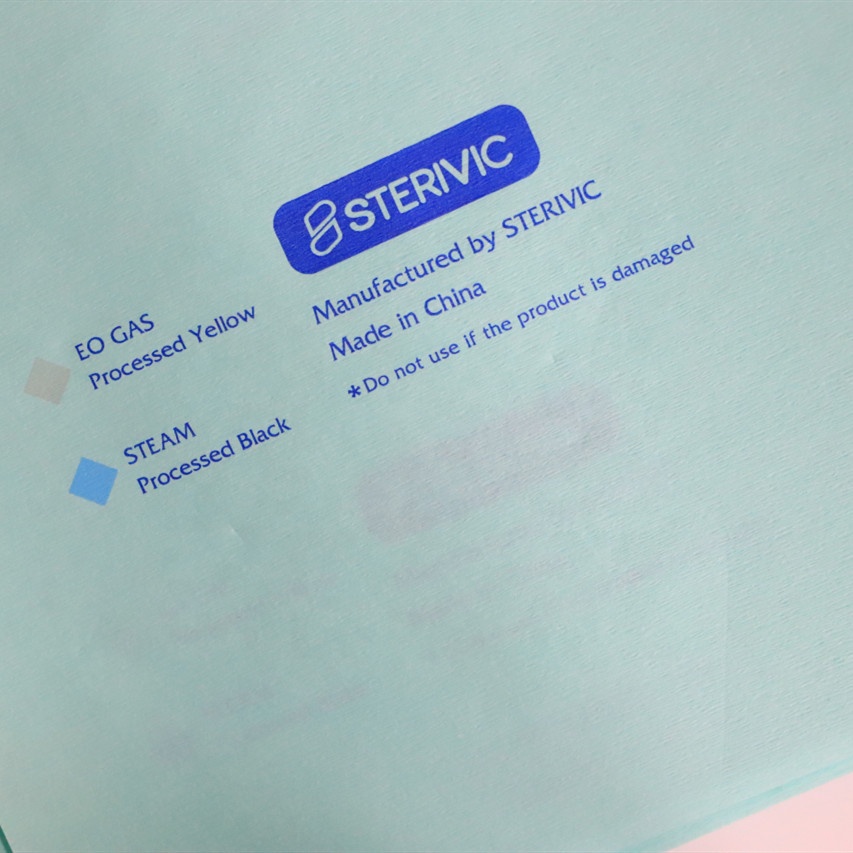 STERIVIC
Manufactured by STERIVIC
Made in China
*Do not use if the product is damaged
EO GAS
Processed Yellow
STEAM
Processed Black